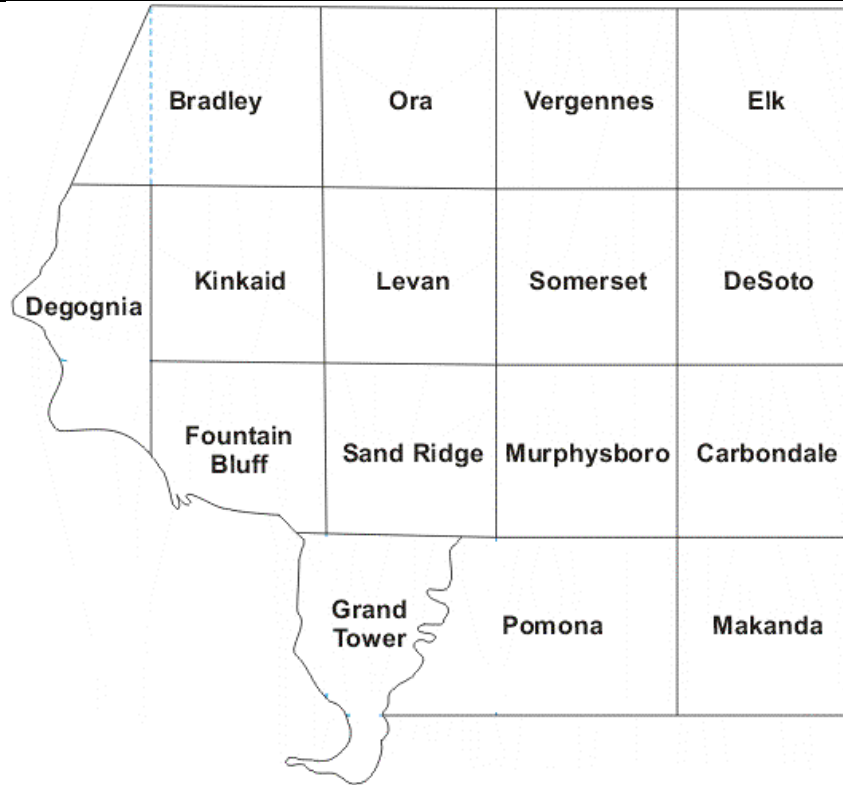 Bradley
Ora
Vergennes
Elk
Kinkaid
Levan
Somerset
DeSoto
Degognia
Fountain
Bluff
Sand Ridge
Murphysboro
Carbondale
Grand
Tower
Pomona
Makanda